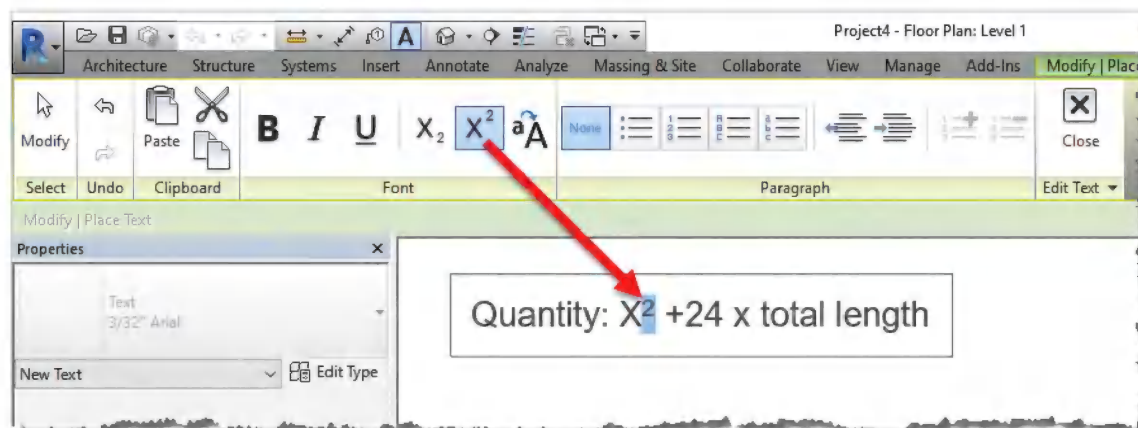 R
A
Project4 - Floor Plan: Level 1
Architecture Structure Systems Insert Annotate Analyze Massing & Site Collaborate View Manage Add-Ins Modify | Plac
Modify
Paste
B I U X₂ X² aA
None
Close
Select Undo Clipboard Font Paragraph Edit Text
Modify | Place Text
Properties
Text
3/32" Arial
New Text
Edit Type
Quantity: X² +24 x total length